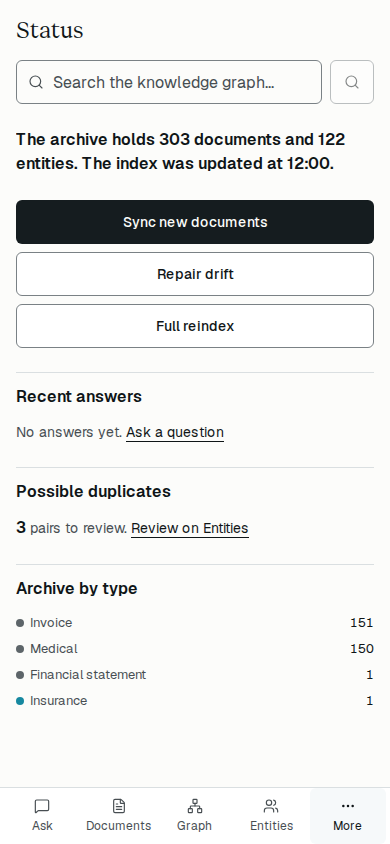 Status
Search the knowledge graph...
The archive holds 303 documents and 122
entities. The index was updated at 12:00.
Sync new documents
Repair drift
Full reindex
Recent answers
No answers yet. Ask a question
Possible duplicates
3 pairs to review. Review on Entities
Archive by type
Invoice 151
Medical 150
Financial statement 1
Insurance 1
Ask Documents Graph Entities More